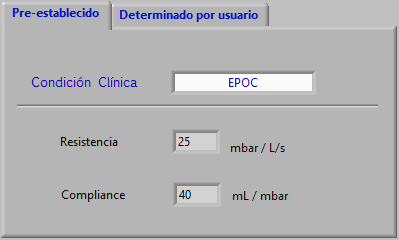 Pre-establecido Determinado por usuario
Condición Clínica EPOC
Resistencia 25 mbar / L/s
Compliance 40 mL / mbar